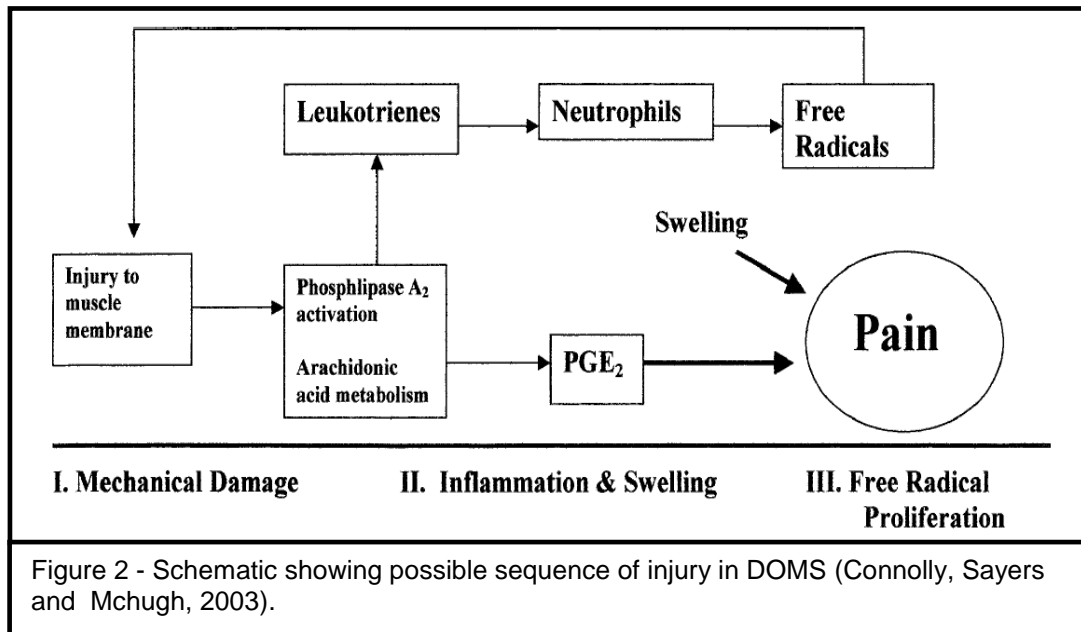 Leukotrienes
Neutrophils
Free
Radicals
Swelling
Injury to
muscle
membrane
Phosphlipase A₂
activation
Arachidonic
acid metabolism
PGE₂
Pain
I. Mechanical Damage
II. Inflammation & Swelling
III. Free Radical
Proliferation
Figure 2 - Schematic showing possible sequence of injury in DOMS (Connolly, Sayers
and Mchugh, 2003).